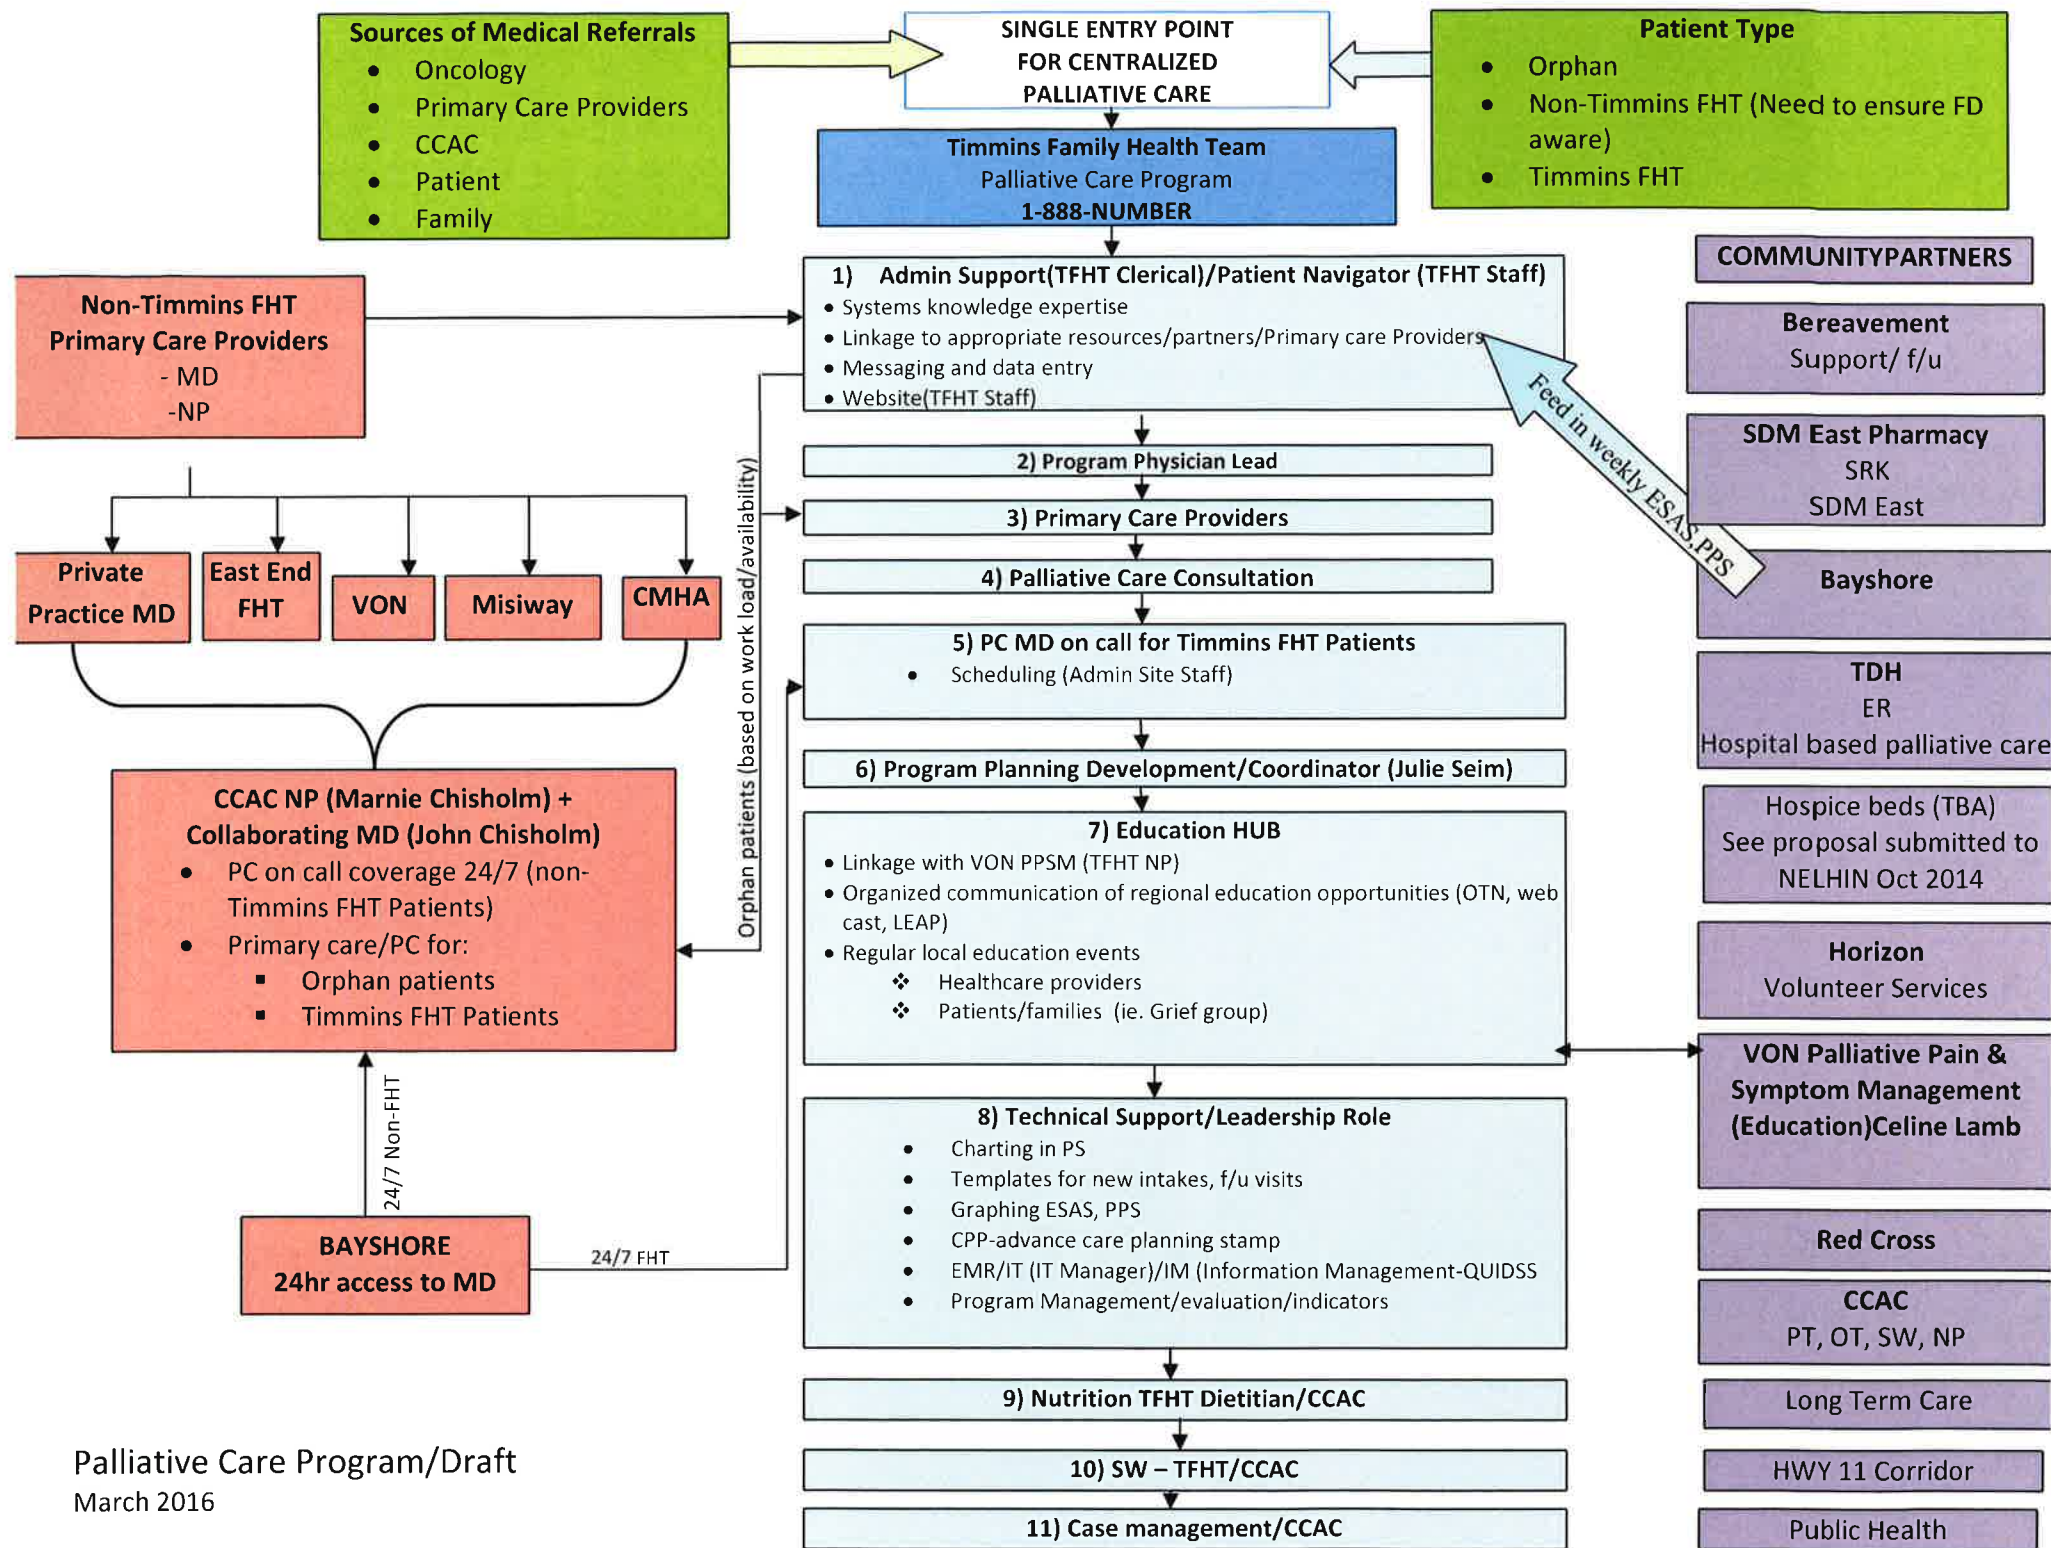 Sources of Medical Referrals
• Oncology
• Primary Care Providers
• CCAC
• Patient
• Family
SINGLE ENTRY POINT
FOR CENTRALIZED
PALLIATIVE CARE
Patient Type
• Orphan
• Non-Timmins FHT (Need to ensure FD
aware)
• Timmins FHT
Timmins Family Health Team
Palliative Care Program
1-888-NUMBER
Non-Timmins FHT
Primary Care Providers
- MD
-NP
Private
Practice MD
East End
FHT
VON
Misiway
CMHA
CCAC NP (Marnie Chisholm) +
Collaborating MD (John Chisholm)
• PC on call coverage 24/7 (non-
Timmins FHT Patients)
• Primary care/PC for:
▪ Orphan patients
▪ Timmins FHT Patients
24/7 Non-FHT
BAYSHORE
24hr access to MD
24/7 FHT
Orphan patients (based on work load/availability)
1) Admin Support(TFHT Clerical)/Patient Navigator (TFHT Staff)
• Systems knowledge expertise
• Linkage to appropriate resources/partners/Primary care Providers
• Messaging and data entry
• Website(TFHT Staff)
2) Program Physician Lead
3) Primary Care Providers
4) Palliative Care Consultation
5) PC MD on call for Timmins FHT Patients
• Scheduling (Admin Site Staff)
6) Program Planning Development/Coordinator (Julie Seim)
7) Education HUB
• Linkage with VON PPSM (TFHT NP)
• Organized communication of regional education opportunities (OTN, web
cast, LEAP)
• Regular local education events
❖ Healthcare providers
❖ Patients/families (ie. Grief group)
8) Technical Support/Leadership Role
• Charting in PS
• Templates for new intakes, f/u visits
• Graphing ESAS, PPS
• CPP-advance care planning stamp
• EMR/IT (IT Manager)/IM (Information Management-QUIDSS
• Program Management/evaluation/indicators
9) Nutrition TFHT Dietitian/CCAC
10) SW – TFHT/CCAC
11) Case management/CCAC
Feed in weekly ESAS,PPS
COMMUNITYPARTNERS
Bereavement
Support/ f/u
SDM East Pharmacy
SRK
SDM East
Bayshore
TDH
ER
Hospital based palliative care
Hospice beds (TBA)
See proposal submitted to
NELHIN Oct 2014
Horizon
Volunteer Services
VON Palliative Pain &
Symptom Management
(Education)Celine Lamb
Red Cross
CCAC
PT, OT, SW, NP
Long Term Care
HWY 11 Corridor
Public Health
Palliative Care Program/Draft
March 2016